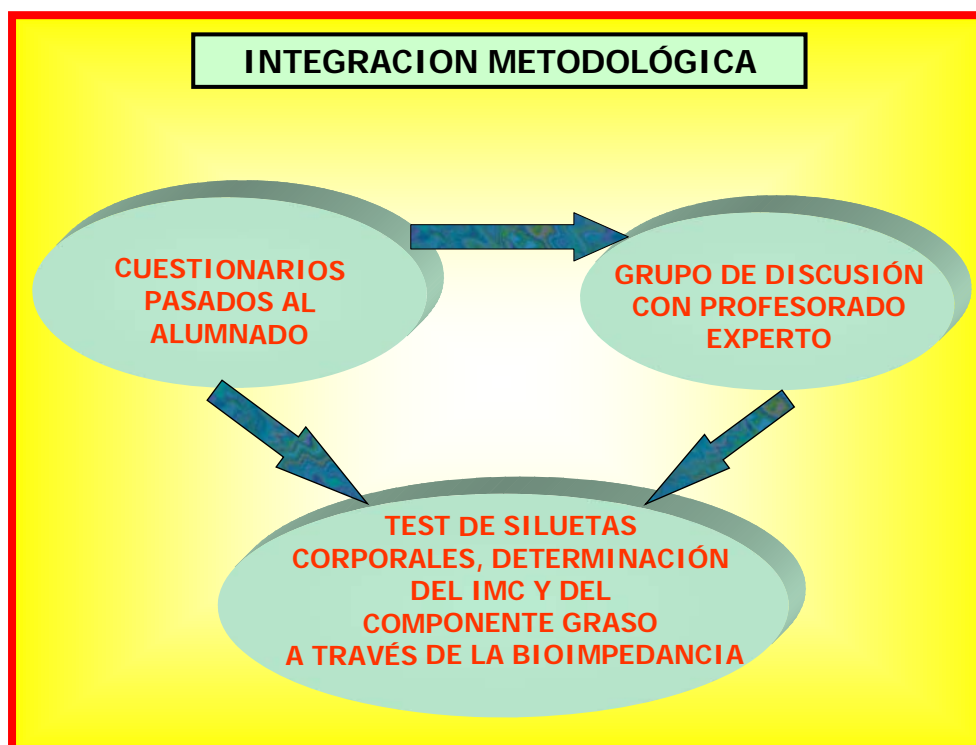 INTEGRACION METODOLÓGICA
CUESTIONARIOS
PASADOS AL
ALUMNADO
GRUPO DE DISCUSIÓN
CON PROFESORADO
EXPERTO
TEST DE SILUETAS
CORPORALES, DETERMINACIÓN
DEL IMC Y DEL
COMPONENTE GRASO
A TRAVÉS DE LA BIOIMPEDANCIA